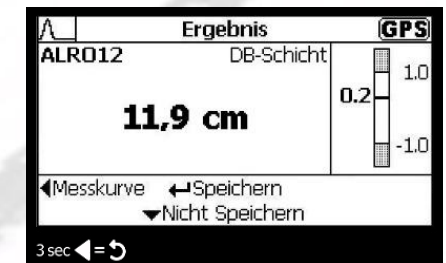 Ergebnis GPS
ALRO12 DB-Schicht
1.0
0.2
11,9 cm
-1.0
Messkurve Speichern
Nicht Speichern
3 sec =